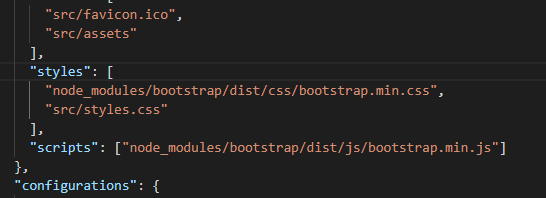 "src/favicon.ico",
"src/assets"
],
"styles": [
"node_modules/bootstrap/dist/css/bootstrap.min.css",
"src/styles.css"
],
"scripts": ["node_modules/bootstrap/dist/js/bootstrap.min.js"]
},
"configurations": {